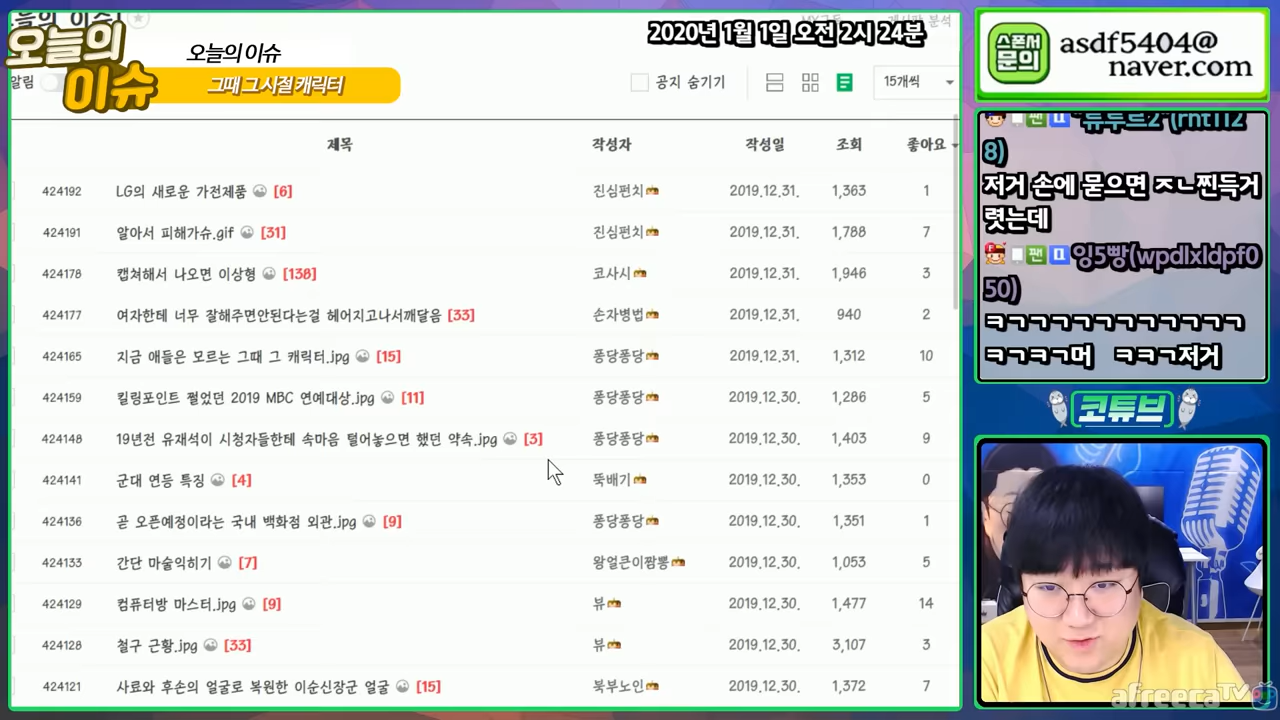 오늘의 이슈
오늘의 이슈
그때 그 시절 캐릭터
2020년 1월 1일 오전 2시 24분
알림
공지 숨기기
15개씩
제목 작성자 작성일 조회 좋아요
424192 LG의 새로운 가전제품 [6] 진심펀치 2019.12.31. 1,363 1
424191 알아서 피해가슈.gif [31] 진심펀치 2019.12.31. 1,788 7
424178 캡쳐해서 나오면 이상형 [138] 코사시 2019.12.31. 1,946 3
424177 여자한테 너무 잘해주면안된다는걸 헤어지고나서깨달음 [33] 손자병법 2019.12.31. 940 2
424165 지금 애들은 모르는 그때 그 캐릭터.jpg [15] 퐁당퐁당 2019.12.31. 1,312 10
424159 킬링포인트 쩔었던 2019 MBC 연예대상.jpg [11] 퐁당퐁당 2019.12.30. 1,286 5
424148 19년전 유재석이 시청자들한테 속마음 털어놓으면 했던 약속.jpg [3] 퐁당퐁당 2019.12.30. 1,403 9
424141 군대 연등 특징 [4] 뚝배기 2019.12.30. 1,353 0
424136 곧 오픈예정이라는 국내 백화점 외관.jpg [9] 퐁당퐁당 2019.12.30. 1,351 1
424133 간단 마술익히기 [7] 왕얼큰이짬뽕 2019.12.30. 1,053 5
424129 컴퓨터방 마스터.jpg [9] 뷰 2019.12.30. 1,477 14
424128 철구 근황.jpg [33] 뷰 2019.12.30. 3,107 3
424121 사료와 후손의 얼굴로 복원한 이순신장군 얼굴 [15] 북부노인 2019.12.30. 1,372 7
스폰서
문의
asdf5404@
naver.com
8)
저거 손에 묻으면 ㅈㄴ찐득거
렸는데
팬 잉5빵(wpdlxldpf0
50)
ㅋㄱㄱㄱㄱㄱㄱㄱㄱㄱㄱㄱ
ㅋㄱㅋㄱ머 ㅋㅋㄱ저거
코튜브
afreecaTV